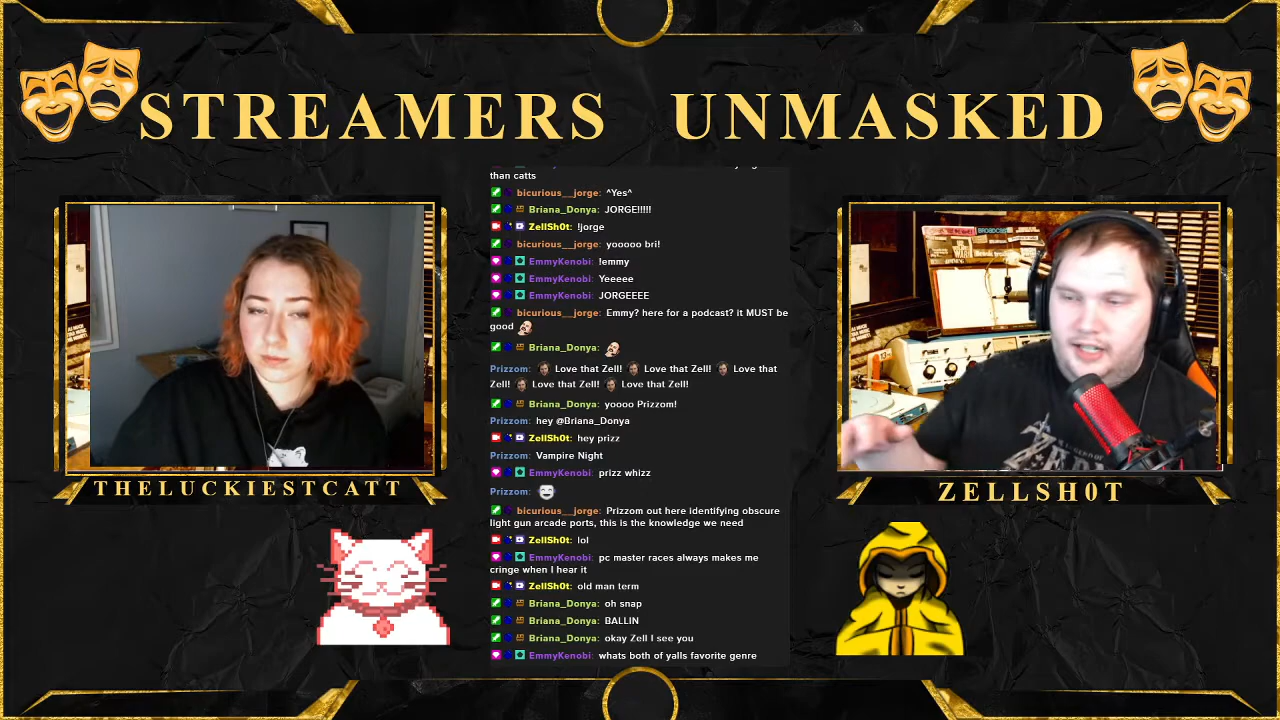 STREAMERS UNMASKED
than catts
bicurious__jorge: ^Yes^
Briana_Donya: JORGE!!!!!
ZellSh0t: !jorge
bicurious__jorge: yooooo bri!
EmmyKenobi: !emmy
EmmyKenobi: Yeeeee
EmmyKenobi: JORGEEEE
bicurious__jorge: Emmy? here for a podcast? it MUST be
good
Briana_Donya:
Prizzom: Love that Zell! Love that Zell! Love that
Zell! Love that Zell! Love that Zell!
Briana_Donya: yoooo Prizzom!
Prizzom: hey @Briana_Donya
ZellSh0t: hey prizz
Prizzom: Vampire Night
EmmyKenobi: prizz whizz
Prizzom:
bicurious__jorge: Prizzom out here identifying obscure
light gun arcade ports, this is the knowledge we need
ZellSh0t: lol
EmmyKenobi: pc master races always makes me
cringe when I hear it
ZellSh0t: old man term
Briana_Donya: oh snap
Briana_Donya: BALLIN
Briana_Donya: okay Zell I see you
EmmyKenobi: whats both of yalls favorite genre
THELUCKIESTCATT
ZELLSH0T